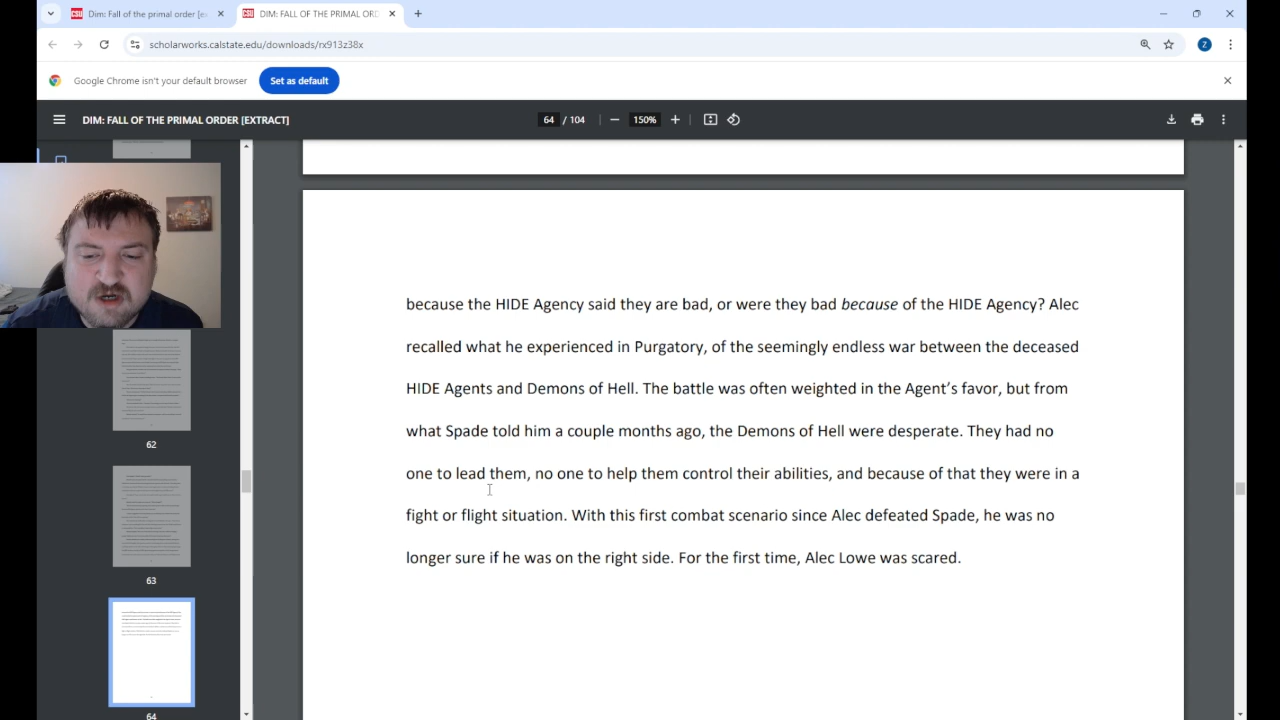 Dim: Fall of the primal order [e
DIM: FALL OF THE PRIMAL ORD
scholarworks.calstate.edu/downloads/rx913z38x
Z
Google Chrome isn't your default browser
Set as default
DIM: FALL OF THE PRIMAL ORDER [EXTRACT]
64 / 104
150%
because the HIDE Agency said they are bad, or were they bad because of the HIDE Agency? Alec
recalled what he experienced in Purgatory, of the seemingly endless war between the deceased
HIDE Agents and Demons of Hell. The battle was often weighted in the Agent's favor, but from
what Spade told him a couple months ago, the Demons of Hell were desperate. They had no
one to lead them, no one to help them control their abilities, and because of that they were in a
fight or flight situation. With this first combat scenario since Alec defeated Spade, he was no
longer sure if he was on the right side. For the first time, Alec Lowe was scared.
62
63
64